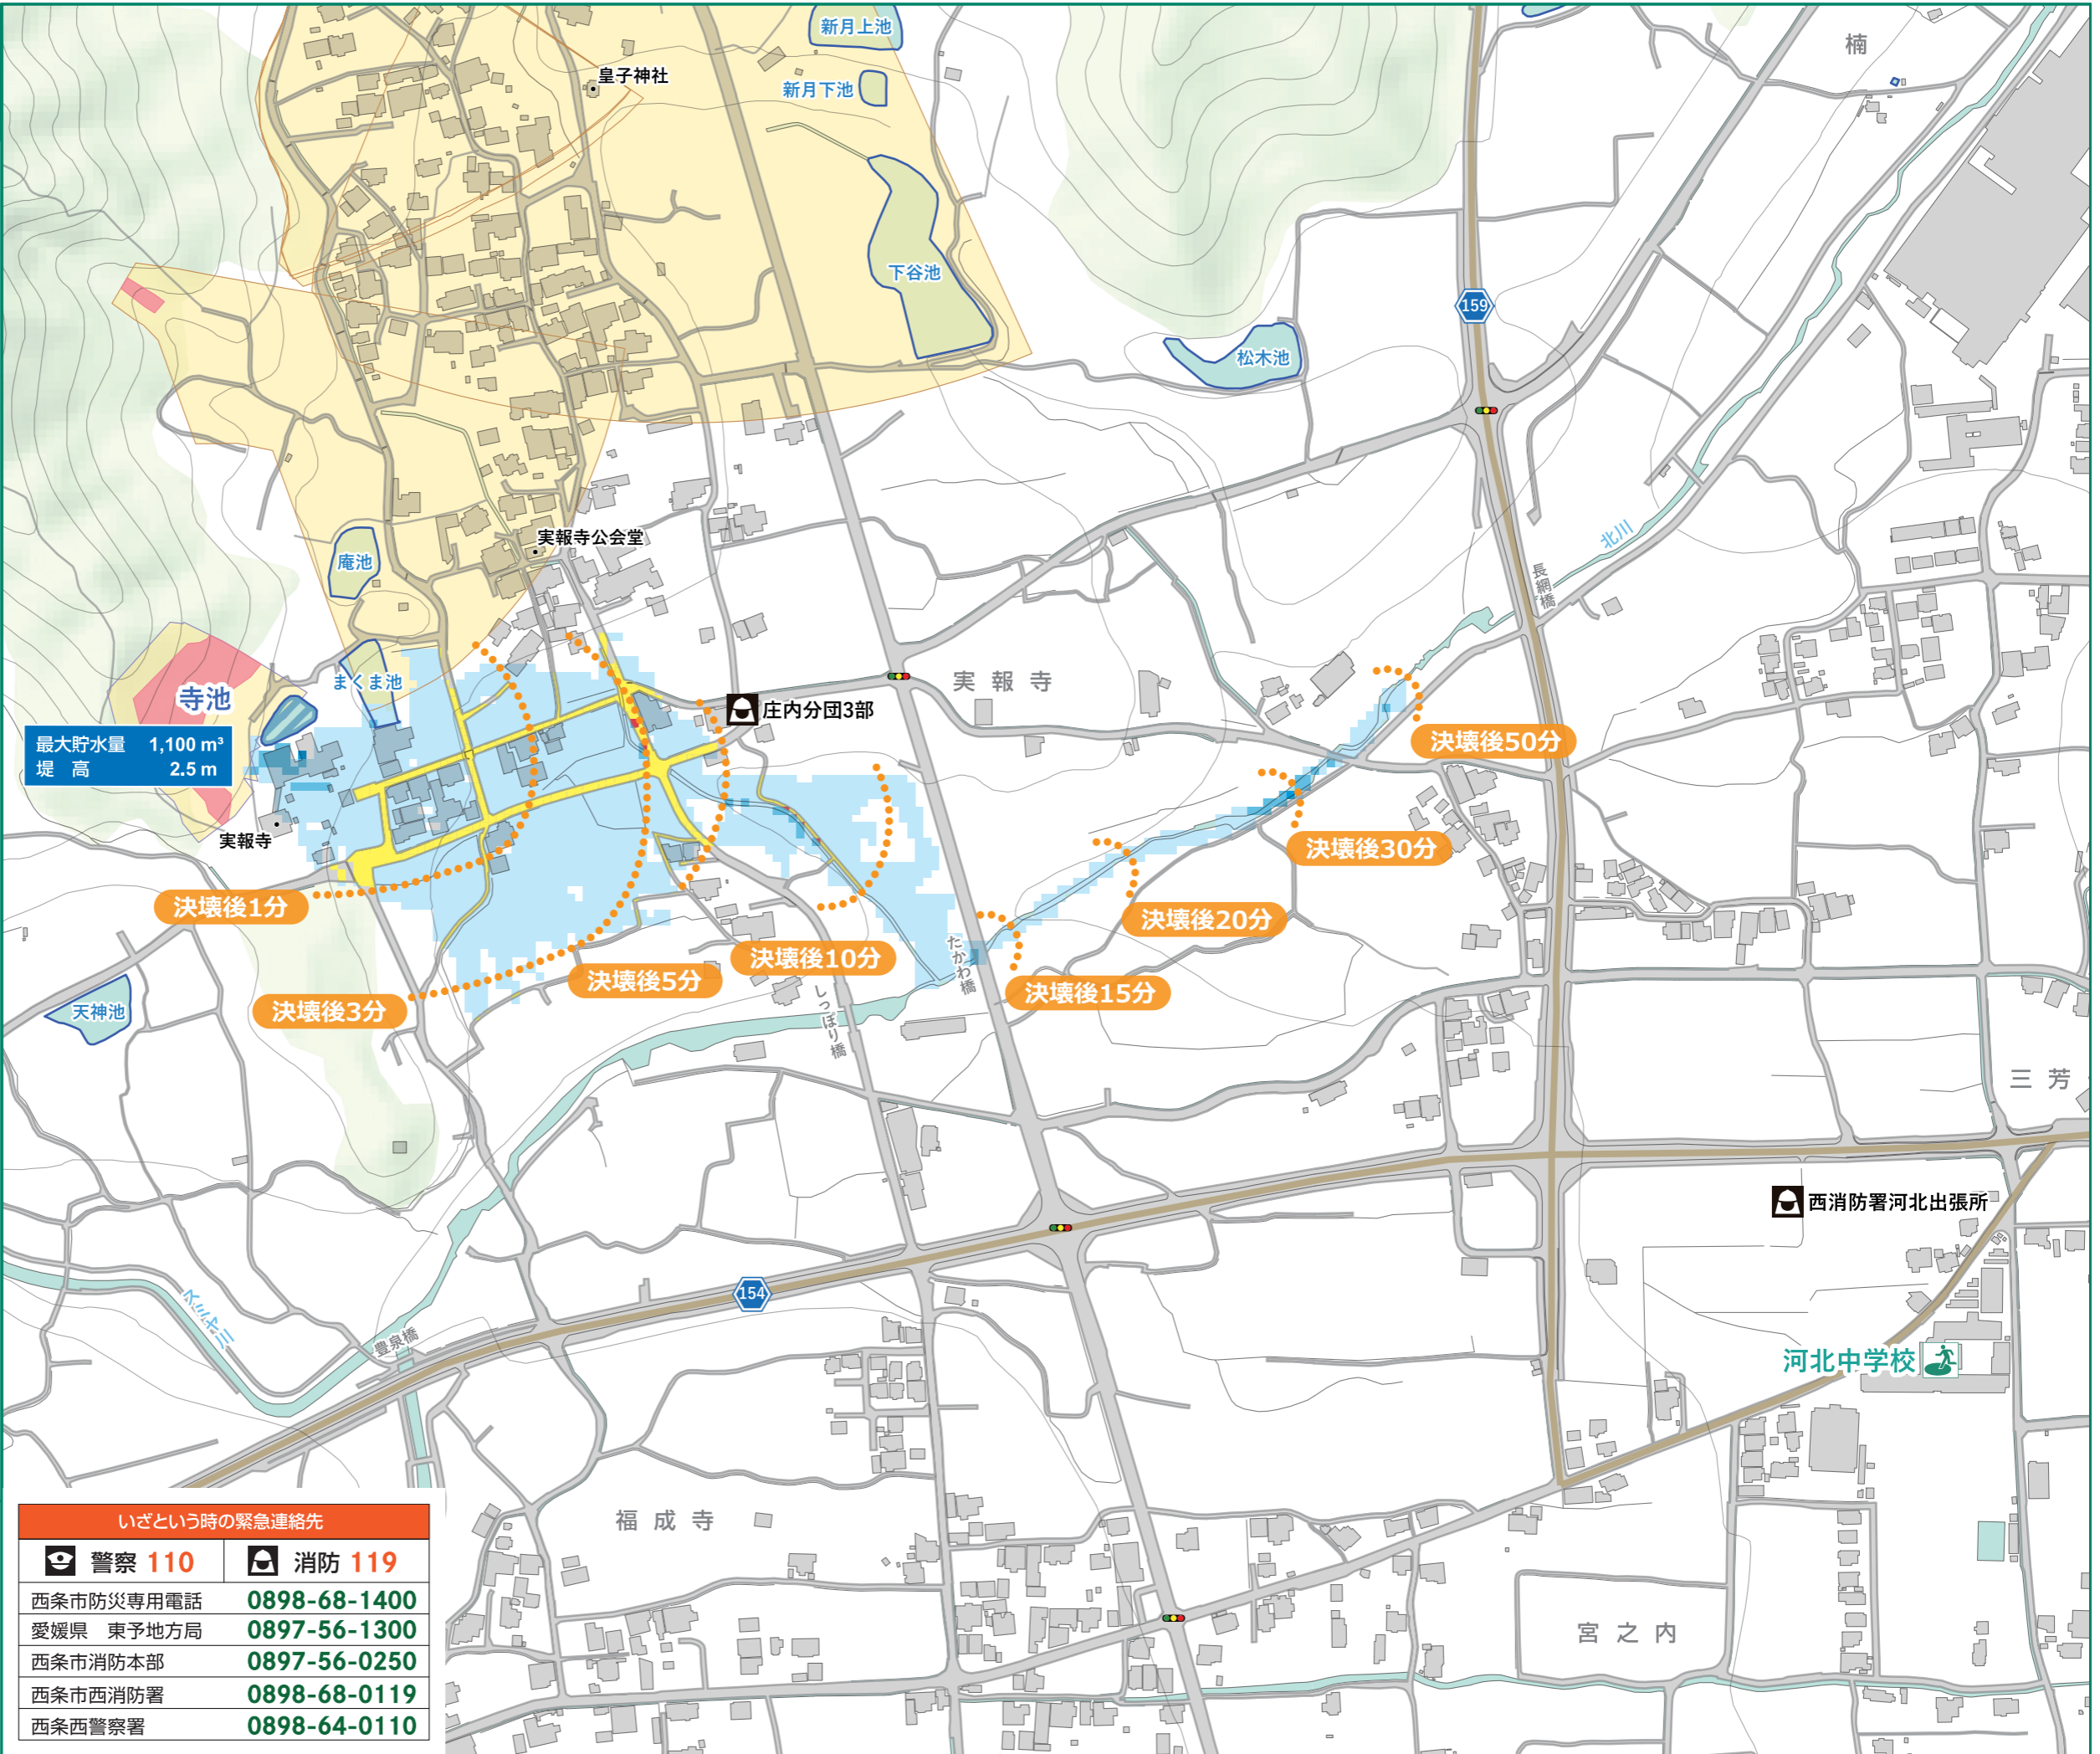 新月上池
楠
皇子神社
新月下池
下谷池
159
松木池
実報寺公会堂
北川
庵池
長網橋
まくま池
実報寺
寺池
庄内分団3部
最大貯水量 1,100 m³
堤 高 2.5 m
決壊後50分
実報寺
決壊後30分
決壊後1分
決壊後20分
たかわ橋
決壊後10分
決壊後5分
決壊後15分
決壊後3分
天神池
しっぽり橋
三芳
西消防署河北出張所
154
スミヤ川
豊泉橋
河北中学校
福成寺
宮之内
いざという時の緊急連絡先
警察 110 消防 119
西条市防災専用電話 0898-68-1400
愛媛県 東予地方局 0897-56-1300
西条市消防本部 0897-56-0250
西条市西消防署 0898-68-0119
西条西警察署 0898-64-0110